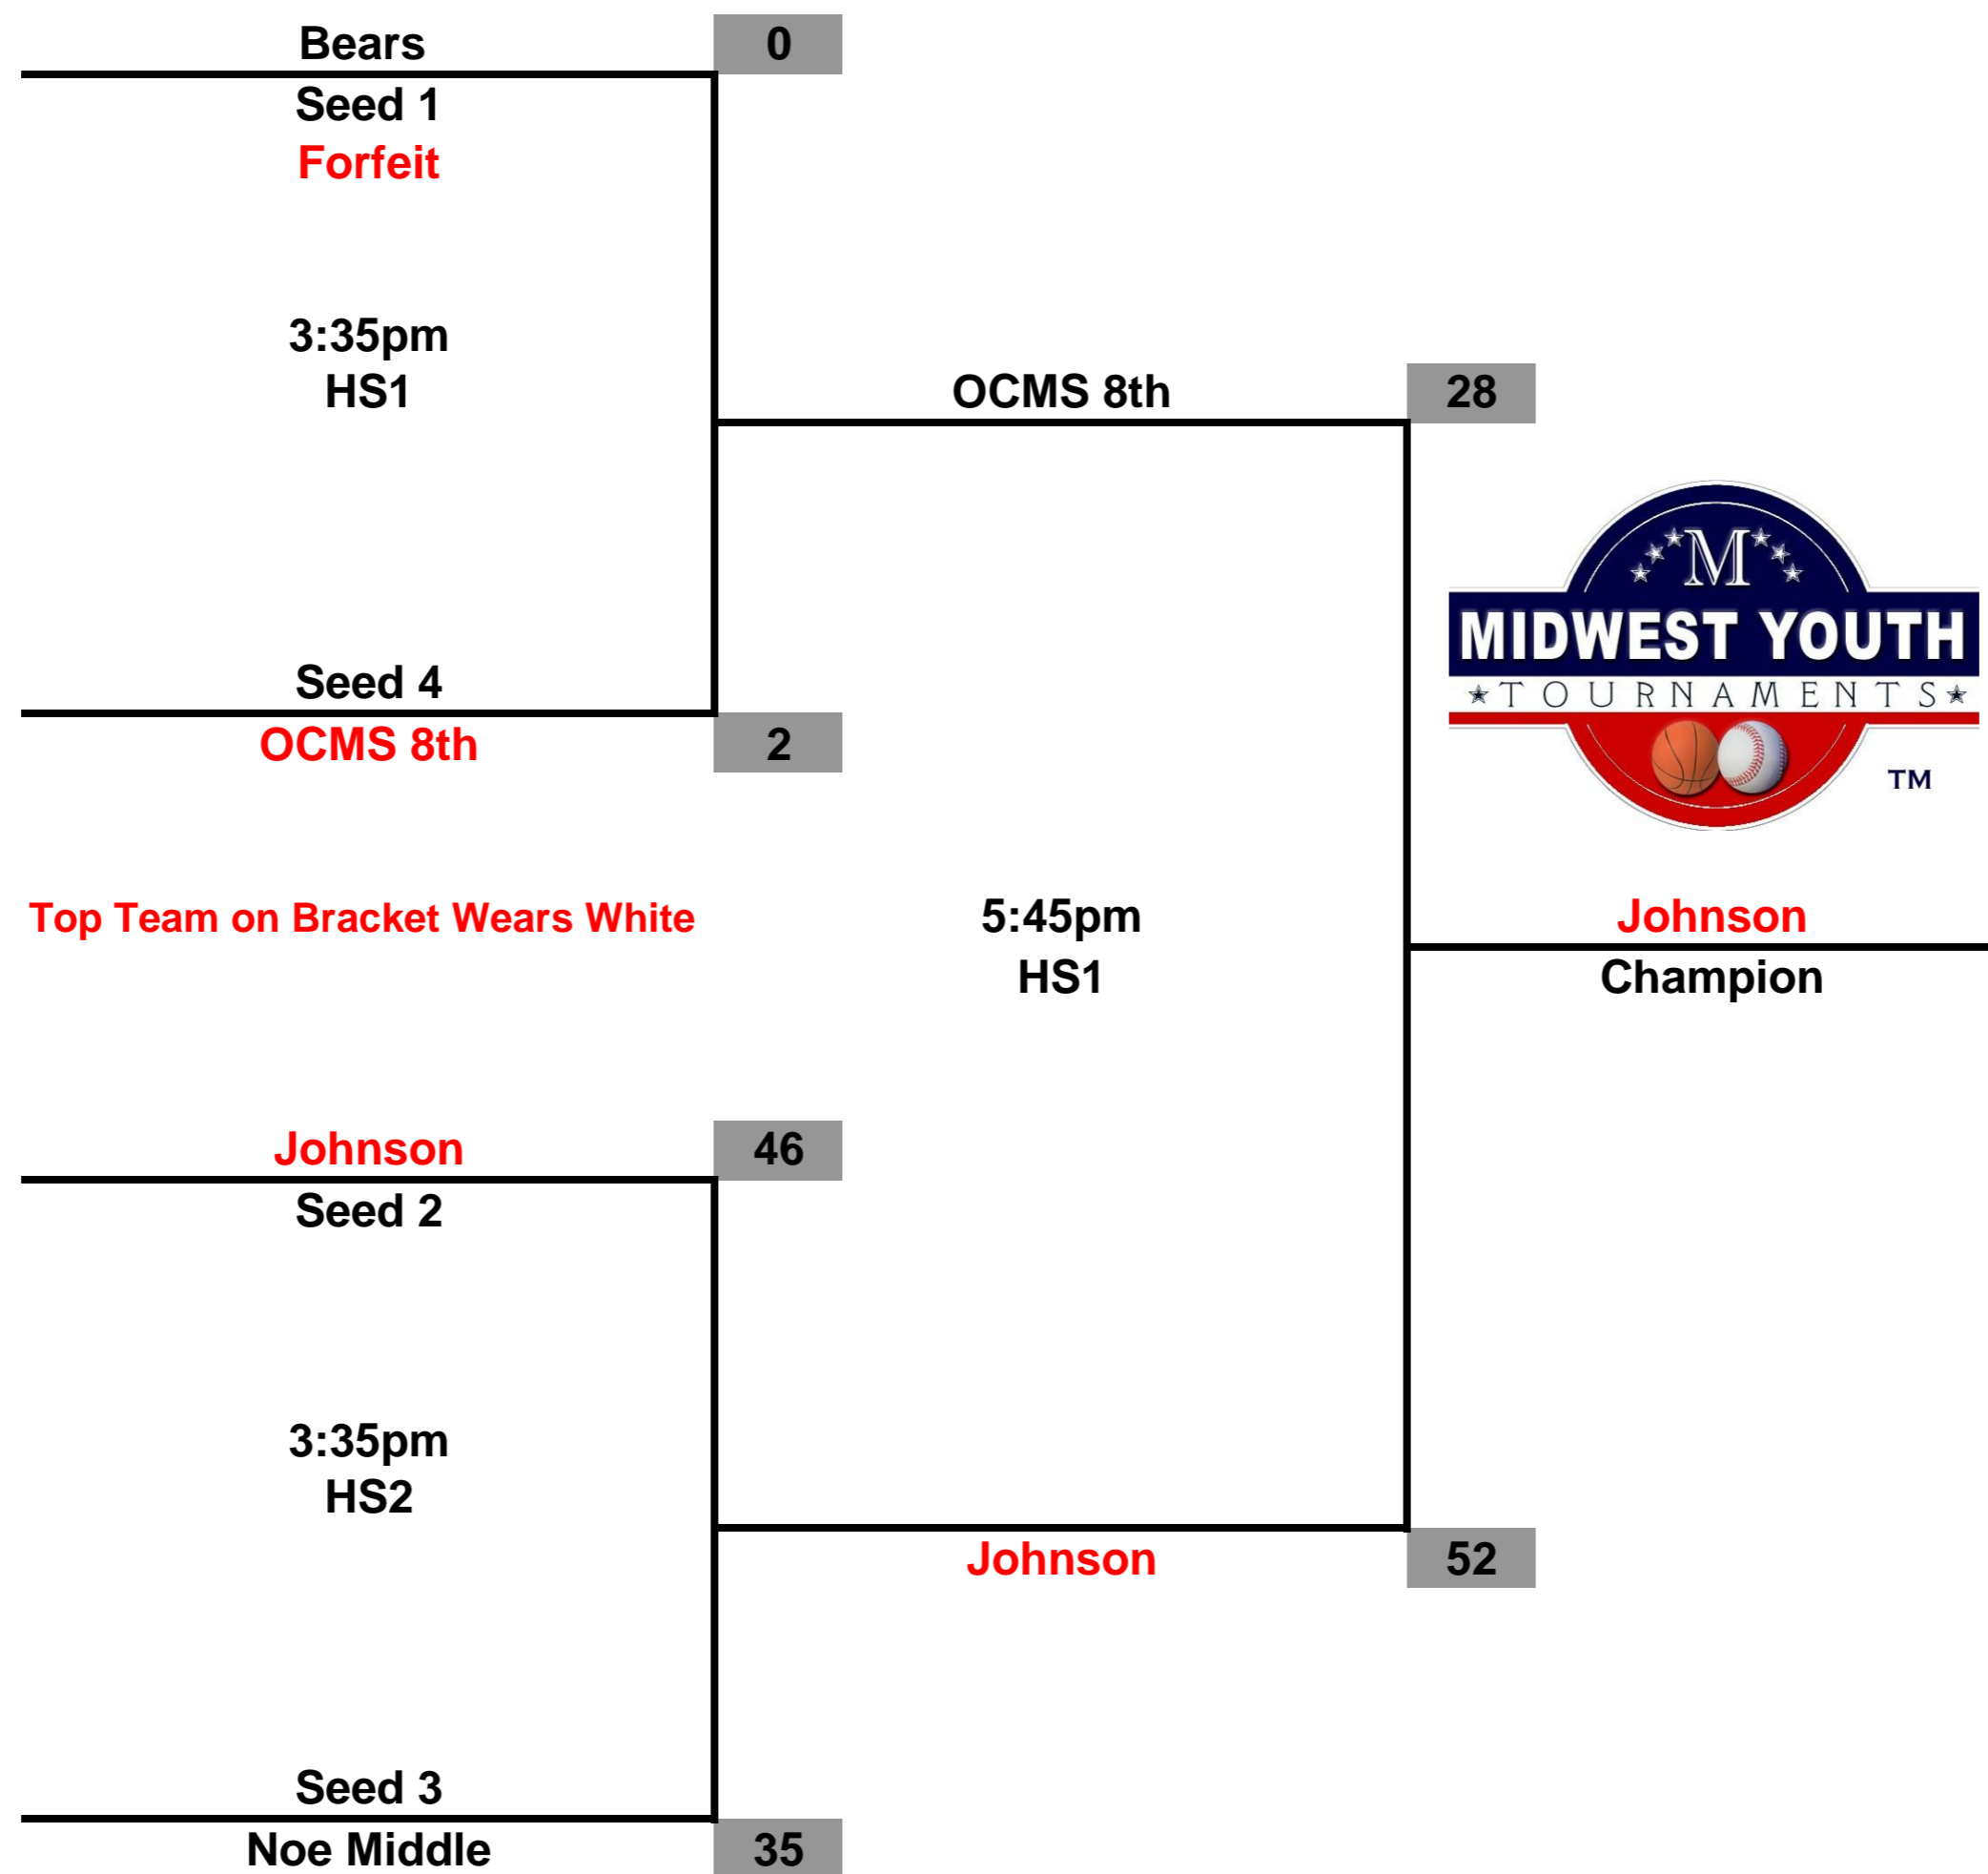 Bears
0
Seed 1
Forfeit
3:35pm
HS1
OCMS 8th
28
M
MIDWEST YOUTH
TOURNAMENTS
TM
Seed 4
OCMS 8th
2
Top Team on Bracket Wears White
5:45pm
HS1
Johnson
Champion
Johnson
46
Seed 2
3:35pm
HS2
Johnson
52
Seed 3
Noe Middle
35